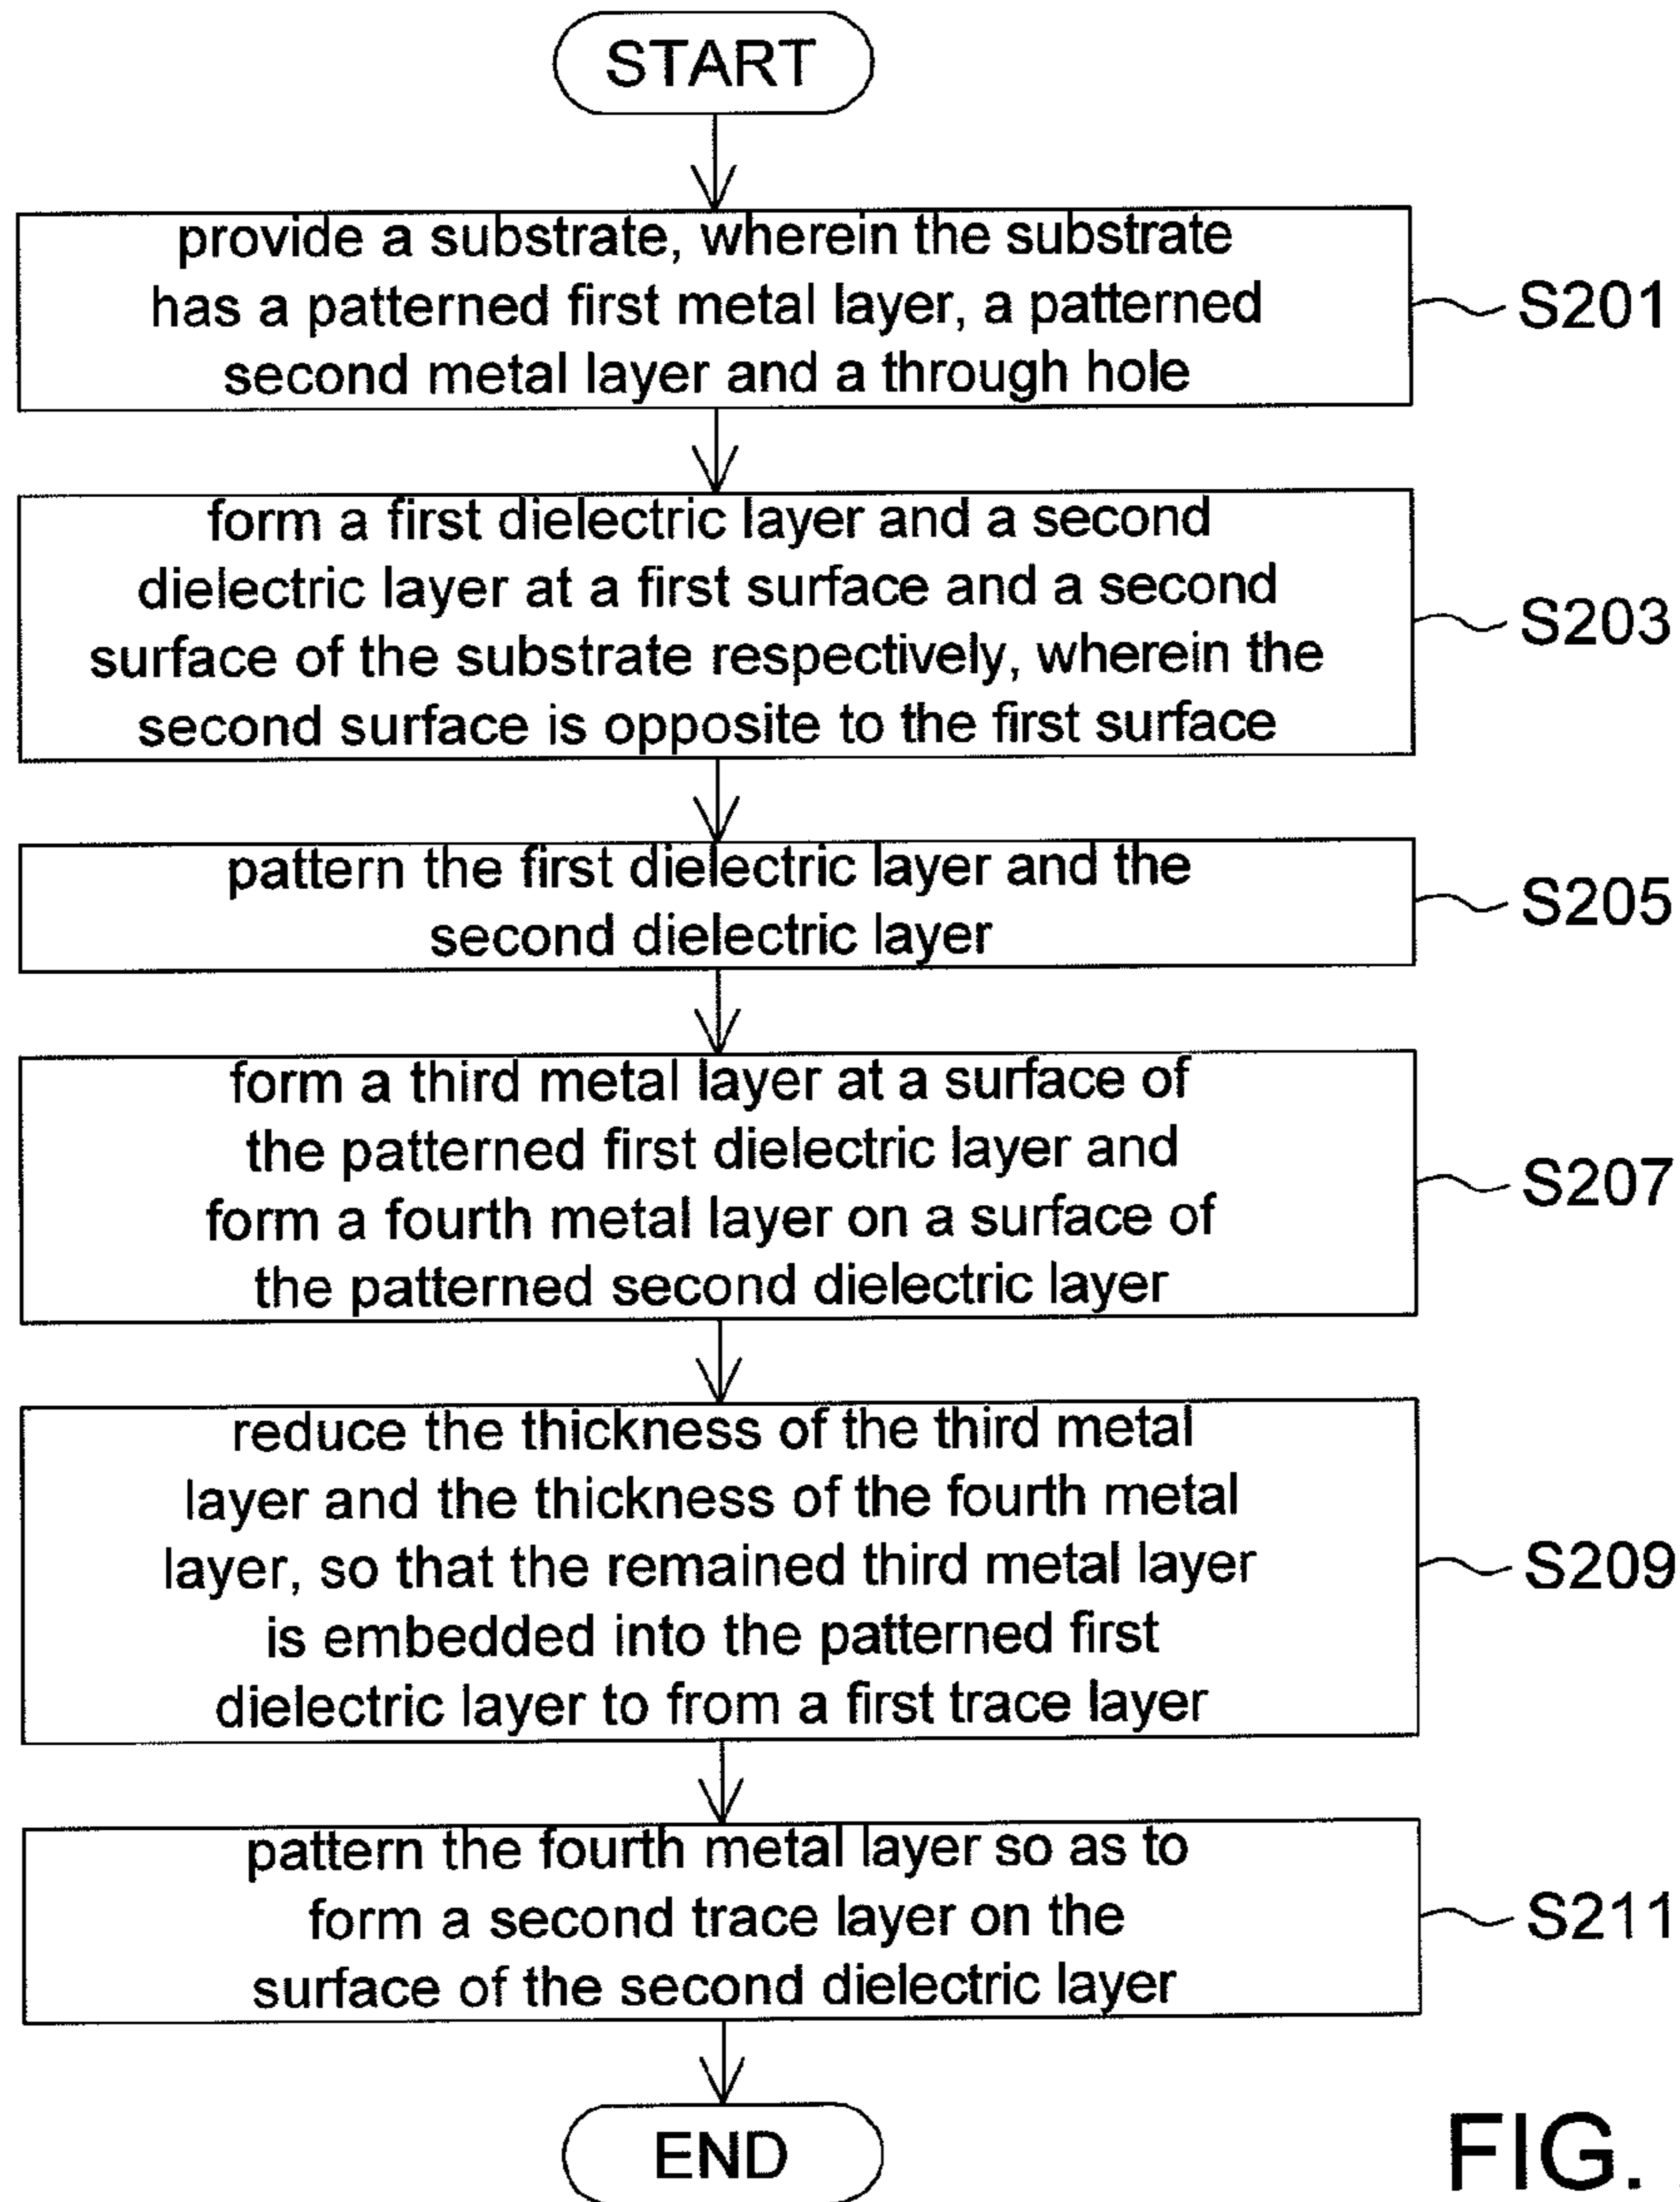 START
provide a substrate, wherein the substrate
has a patterned first metal layer, a patterned
second metal layer and a through hole
S201
form a first dielectric layer and a second
dielectric layer at a first surface and a second
surface of the substrate respectively, wherein the
second surface is opposite to the first surface
S203
pattern the first dielectric layer and the
second dielectric layer
S205
form a third metal layer at a surface of
the patterned first dielectric layer and
form a fourth metal layer on a surface of
the patterned second dielectric layer
S207
reduce the thickness of the third metal
layer and the thickness of the fourth metal
layer, so that the remained third metal layer
is embedded into the patterned first
dielectric layer to from a first trace layer
S209
pattern the fourth metal layer so as to
form a second trace layer on the
surface of the second dielectric layer
S211
END
FIG.